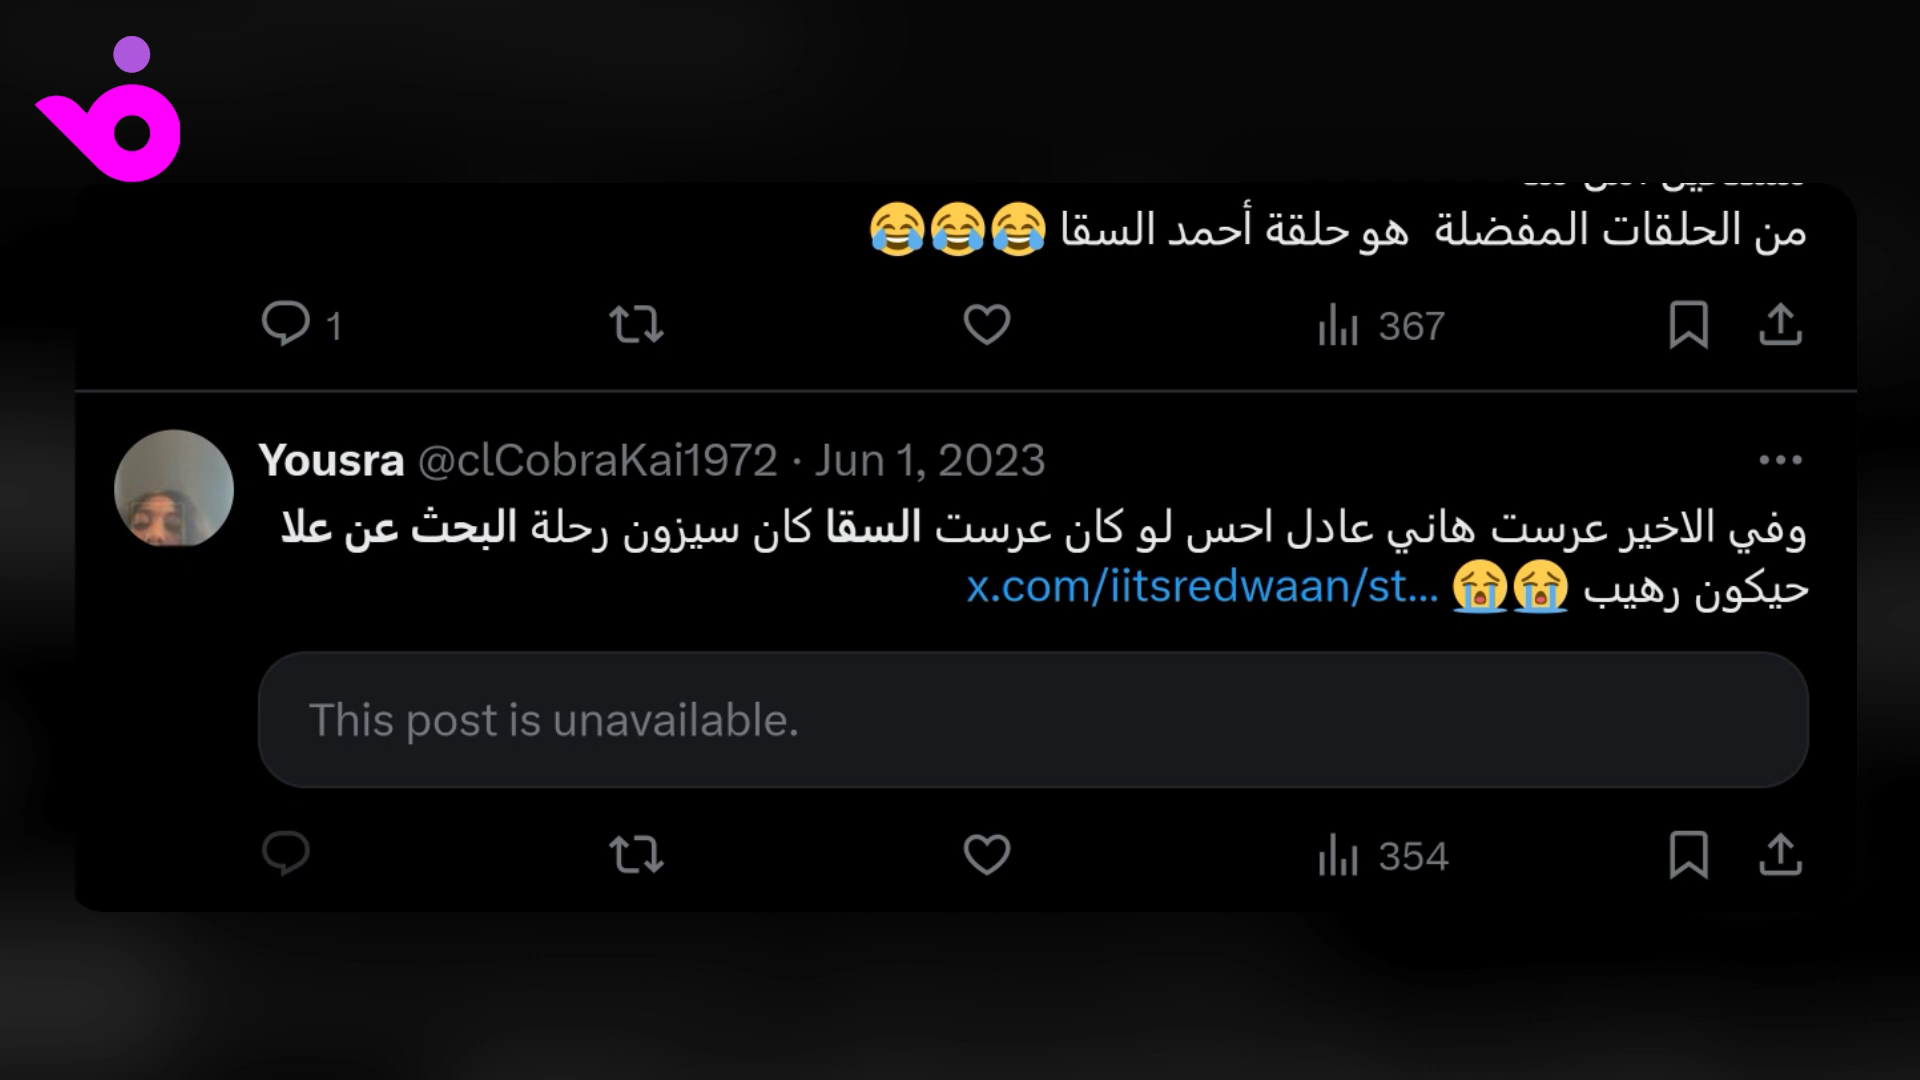 من الحلقات المفضلة هو حلقة أحمد السقا 😂😂😂
1
367
Yousra @clCobraKai1972 · Jun 1, 2023
وفي الاخير عرست هاني عادل احس لو كان عرست السقا كان سيزون رحلة البحث عن علا
حيكون رهيب 😭😭 x.com/iitsredwaan/st...
This post is unavailable.
354